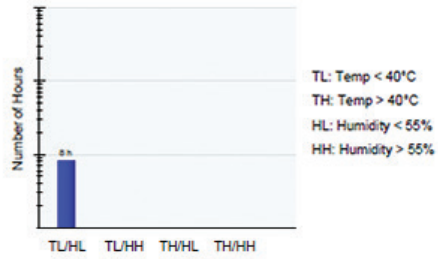 Number of Hours
8 h
TL/HL
TL/HH
TH/HL
TH/HH
TL: Temp < 40°C
TH: Temp > 40°C
HL: Humidity < 55%
HH: Humidity > 55%